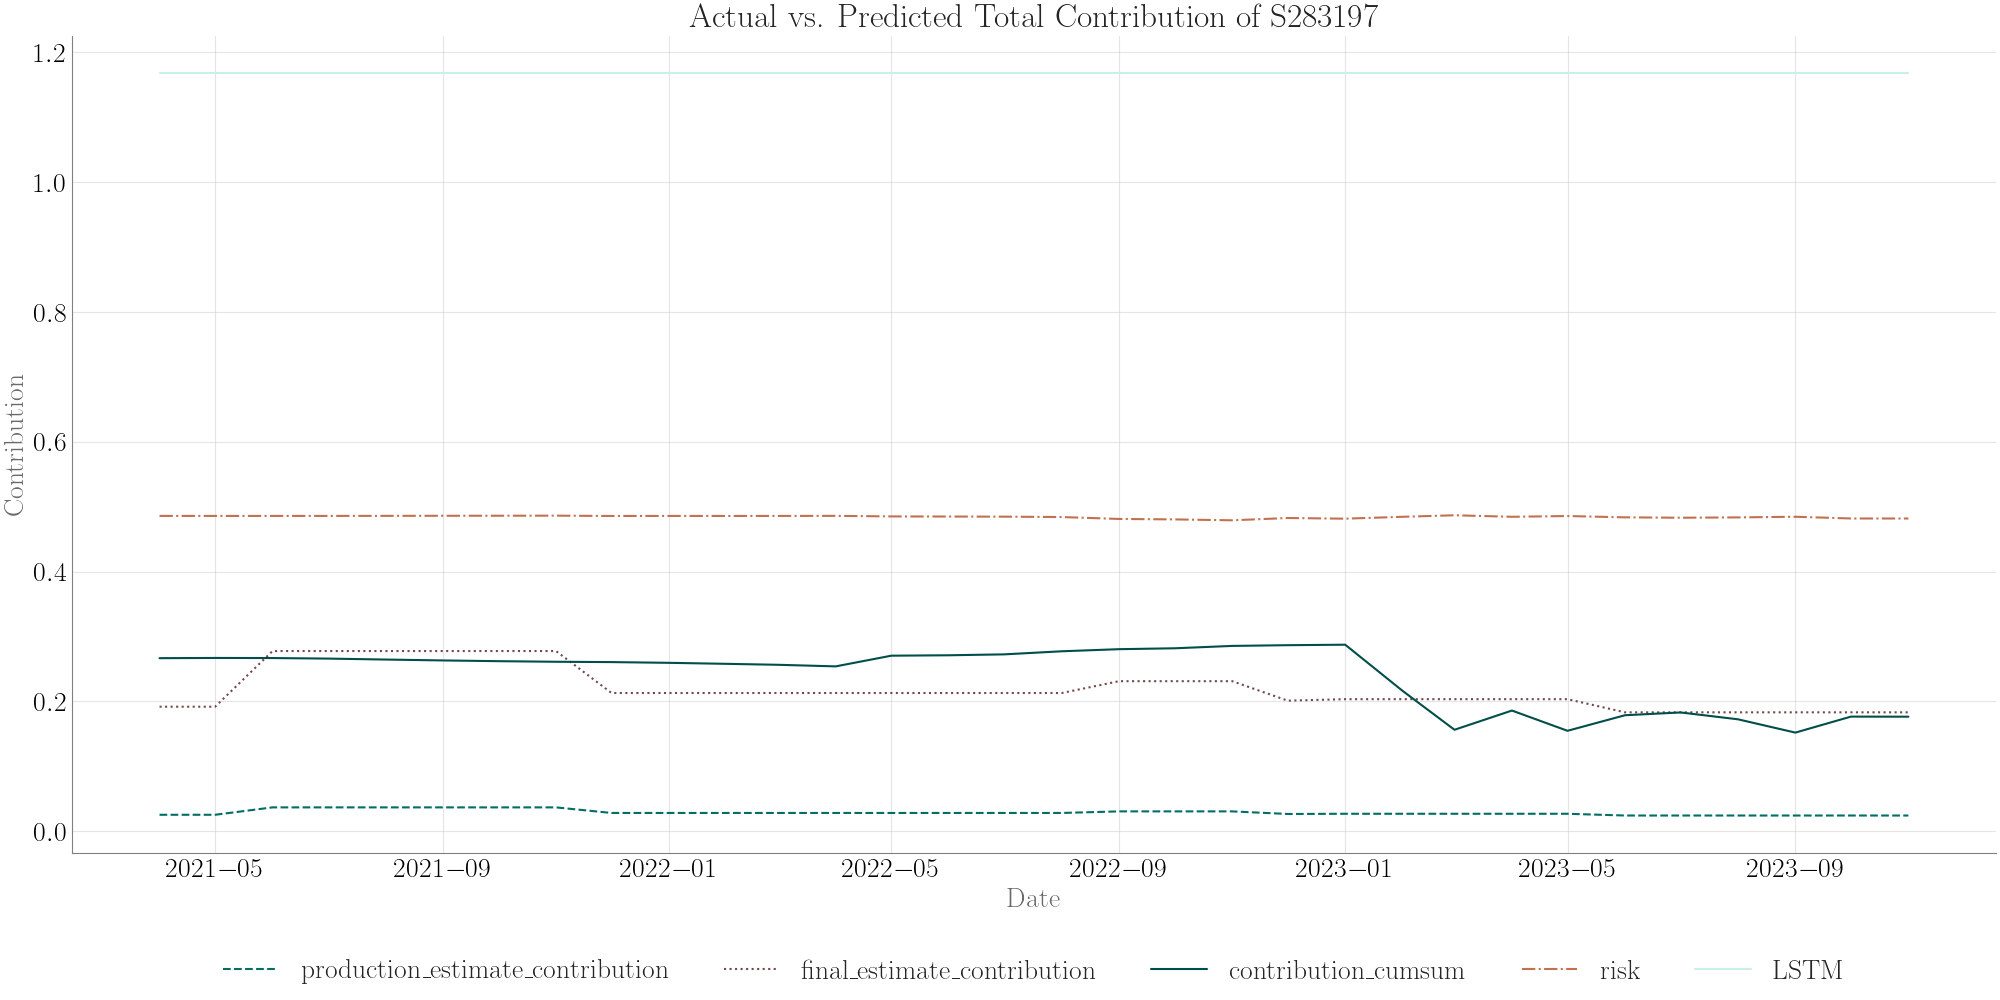 Actual vs. Predicted Total Contribution of S283197
1.2
1.0
0.8
0.6
0.4
0.2
0.0
Contribution
2021−05 2021−09 2022−01 2022−05 2022−09 2023−01 2023−05 2023−09
Date
production_estimate_contribution final_estimate_contribution contribution_cumsum risk LSTM